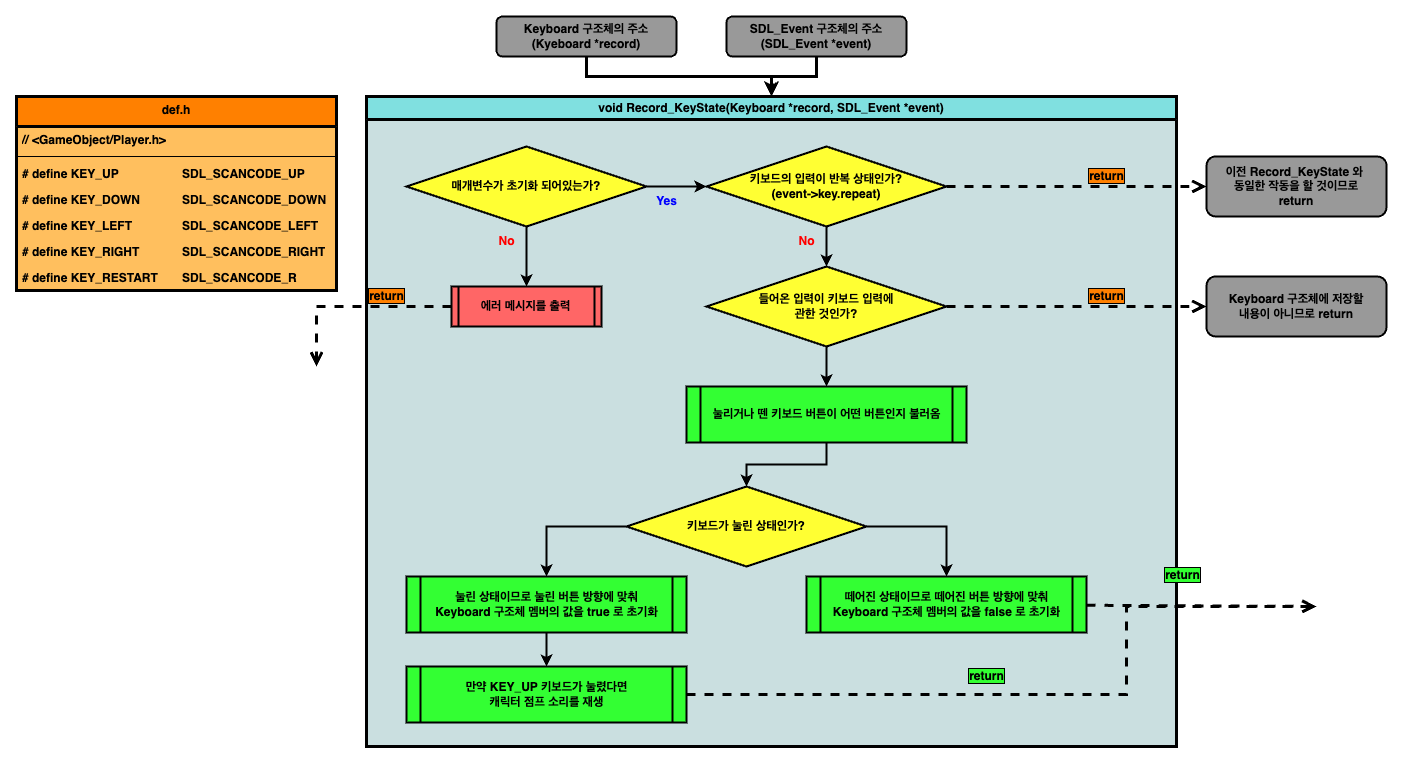 Keyboard 구조체의 주소
(Kyeboard *record)
SDL_Event 구조체의 주소
(SDL_Event *event)
def.h
// <GameObject/Player.h>
# define KEY_UP SDL_SCANCODE_UP
# define KEY_DOWN SDL_SCANCODE_DOWN
# define KEY_LEFT SDL_SCANCODE_LEFT
# define KEY_RIGHT SDL_SCANCODE_RIGHT
# define KEY_RESTART SDL_SCANCODE_R
void Record_KeyState(Keyboard *record, SDL_Event *event)
매개변수가 초기화 되어있는가?
Yes
키보드의 입력이 반복 상태인가?
(event->key.repeat)
return
이전 Record_KeyState 와
동일한 작동을 할 것이므로
return
No
No
에러 메시지를 출력
return
들어온 입력이 키보드 입력에
관한 것인가?
return
Keyboard 구조체에 저장할
내용이 아니므로 return
눌리거나 뗀 키보드 버튼이 어떤 버튼인지 불러옴
키보드가 눌린 상태인가?
눌린 상태이므로 눌린 버튼 방향에 맞춰
Keyboard 구조체 멤버의 값을 true 로 초기화
떼어진 상태이므로 떼어진 버튼 방향에 맞춰
Keyboard 구조체 멤버의 값을 false 로 초기화
return
만약 KEY_UP 키보드가 눌렸다면
캐릭터 점프 소리를 재생
return